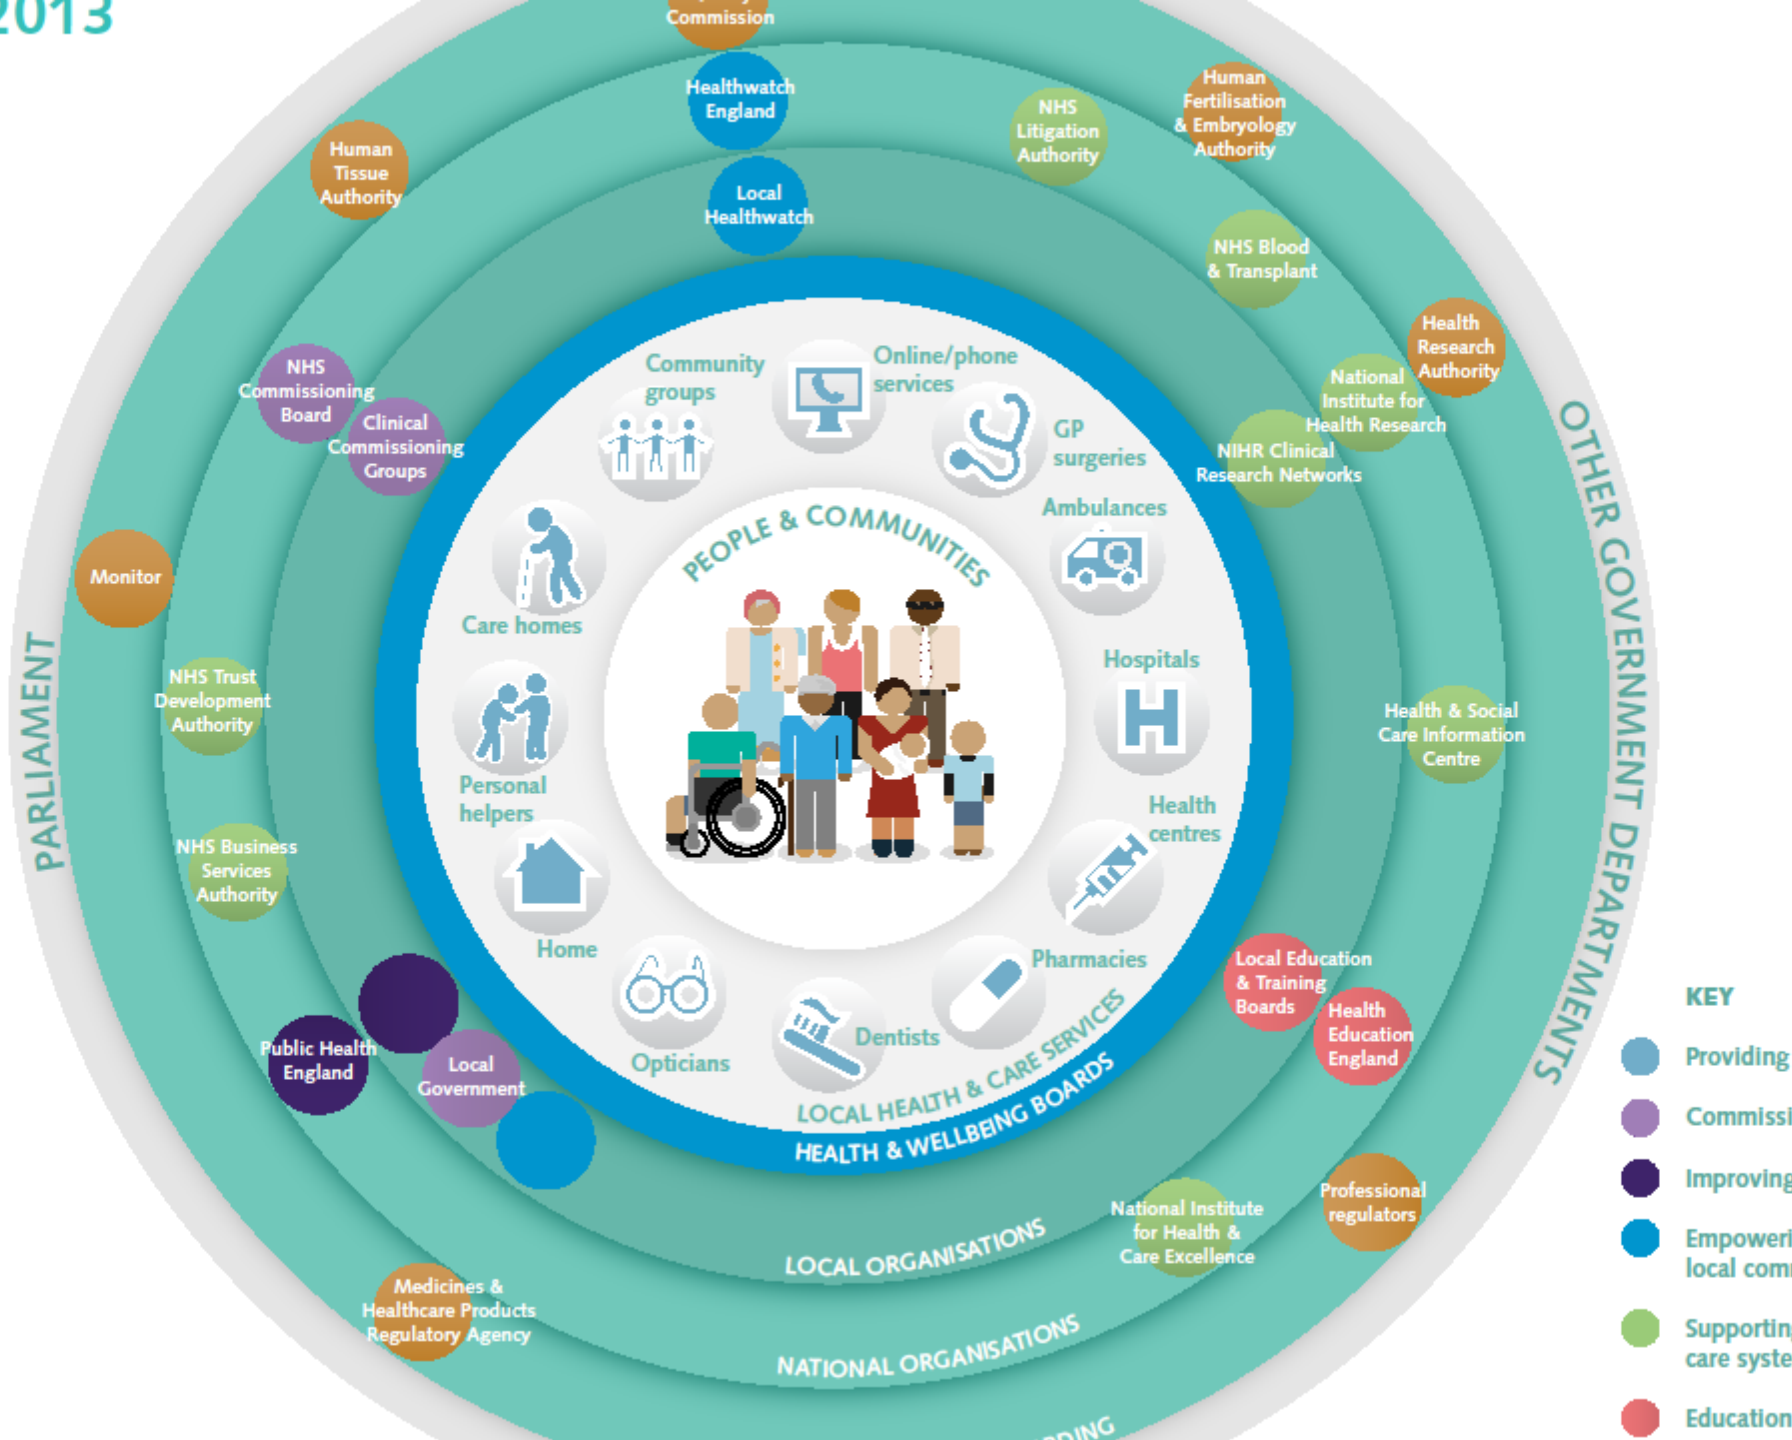 2013
Commission
Healthwatch
England
Local
Healthwatch
Human
Tissue
Authority
NHS
Litigation
Authority
Human
Fertilisation
& Embryology
Authority
NHS Blood
& Transplant
Health
Research
Authority
National
Institute for
Health Research
NIHR Clinical
Research Networks
NHS
Commissioning
Board
Clinical
Commissioning
Groups
Monitor
NHS Trust
Development
Authority
NHS Business
Services
Authority
PARLIAMENT
OTHER GOVERNMENT DEPARTMENTS
Community
groups
Online/phone
services
GP
surgeries
Ambulances
Hospitals
Health
centres
Pharmacies
Dentists
Opticians
Home
Personal
helpers
Care homes
PEOPLE & COMMUNITIES
LOCAL HEALTH & CARE SERVICES
HEALTH & WELLBEING BOARDS
Health & Social
Care Information
Centre
Local Education
& Training
Boards
Health
Education
England
Public Health
England
Local
Government
Professional
regulators
National Institute
for Health &
Care Excellence
Medicines &
Healthcare Products
Regulatory Agency
LOCAL ORGANISATIONS
NATIONAL ORGANISATIONS
KEY
Providing
Commissi
Improving
Empoweri
local com
Supportin
care syste
Education